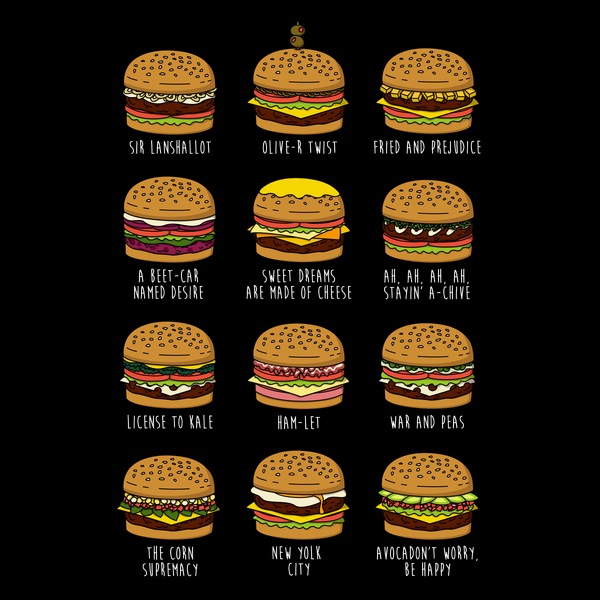 SIR LANSHALLOT
OLIVE-R TWIST
FRIED AND PREJUDICE
A BEET-CAR
NAMED DESIRE
SWEET DREAMS
ARE MADE OF CHEESE
AH, AH, AH, AH,
STAYIN' A-CHIVE
LICENSE TO KALE
HAM-LET
WAR AND PEAS
THE CORN
SUPREMACY
NEW YOLK
CITY
AVOCADON'T WORRY,
BE HAPPY